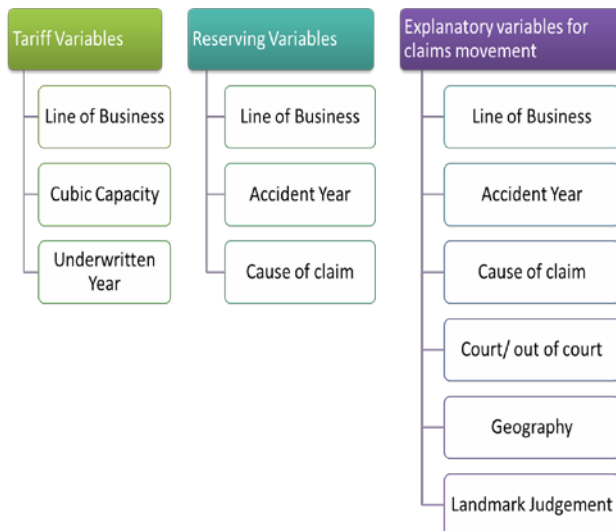 Tariff Variables
Line of Business
Cubic Capacity
Underwritten
Year
Reserving Variables
Line of Business
Accident Year
Cause of claim
Explanatory variables for
claims movement
Line of Business
Accident Year
Cause of claim
Court/ out of court
Geography
Landmark Judgement